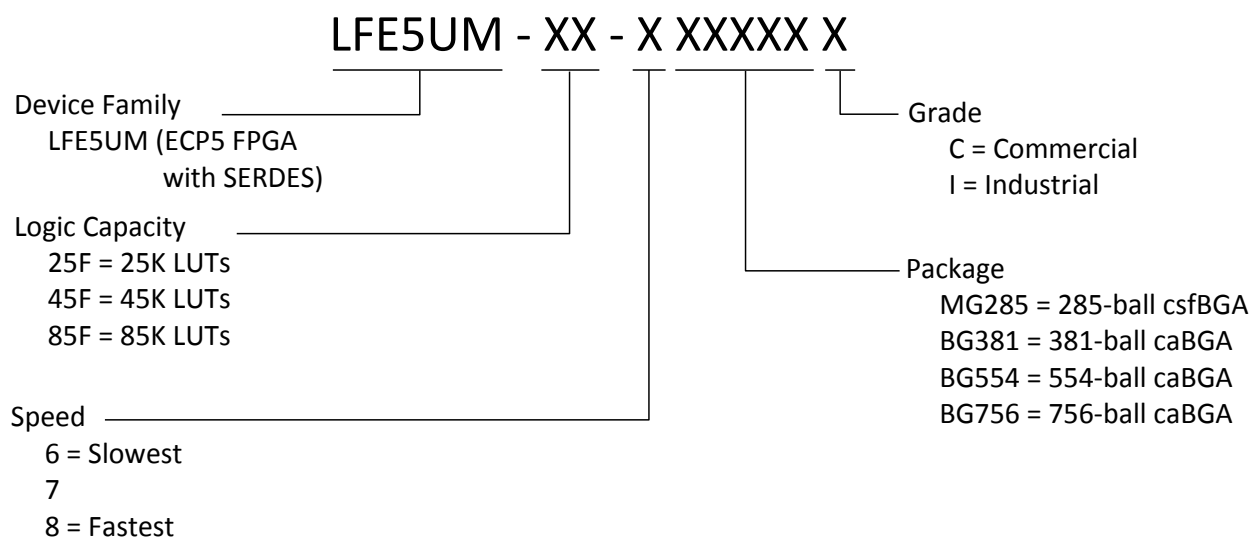 LFE5UM - XX - X XXXXX X
Device Family
LFE5UM (ECP5 FPGA
with SERDES)
Logic Capacity
25F = 25K LUTs
45F = 45K LUTs
85F = 85K LUTs
Speed
6 = Slowest
7
8 = Fastest
Grade
C = Commercial
I = Industrial
Package
MG285 = 285-ball csfBGA
BG381 = 381-ball caBGA
BG554 = 554-ball caBGA
BG756 = 756-ball caBGA